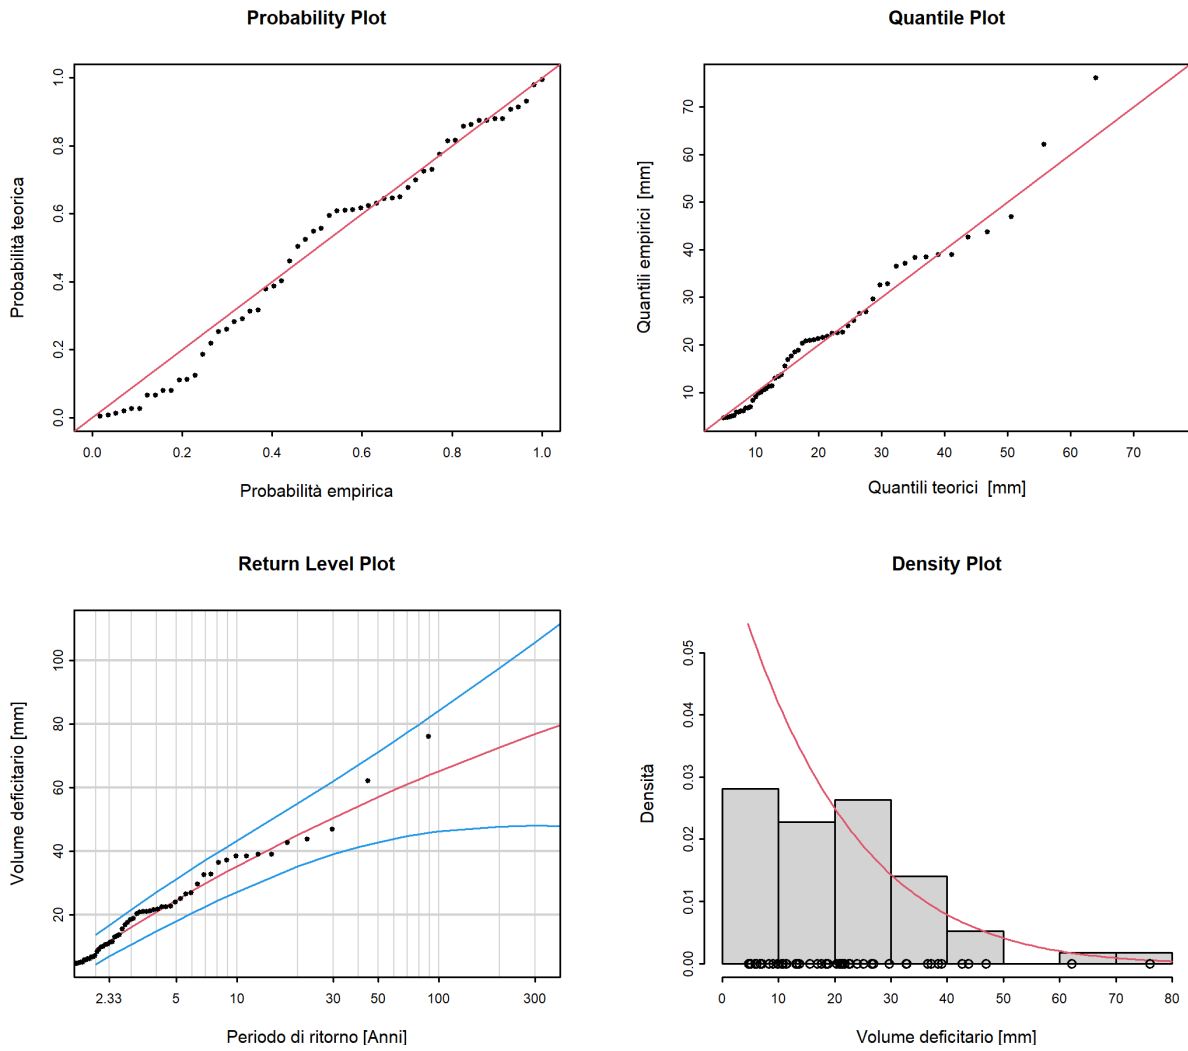 Probability Plot
Probabilità teorica
0.0 0.2 0.4 0.6 0.8 1.0
0.0 0.2 0.4 0.6 0.8 1.0
Probabilità empirica
Quantile Plot
Quantili empirici [mm]
10 20 30 40 50 60 70
10 20 30 40 50 60 70
Quantili teorici [mm]
Return Level Plot
Volume deficitario [mm]
20 40 60 80 100
2.33 5 10 30 50 100 300
Periodo di ritorno [Anni]
Density Plot
Densità
0.00 0.01 0.02 0.03 0.04 0.05
0 10 20 30 40 50 60 70 80
Volume deficitario [mm]